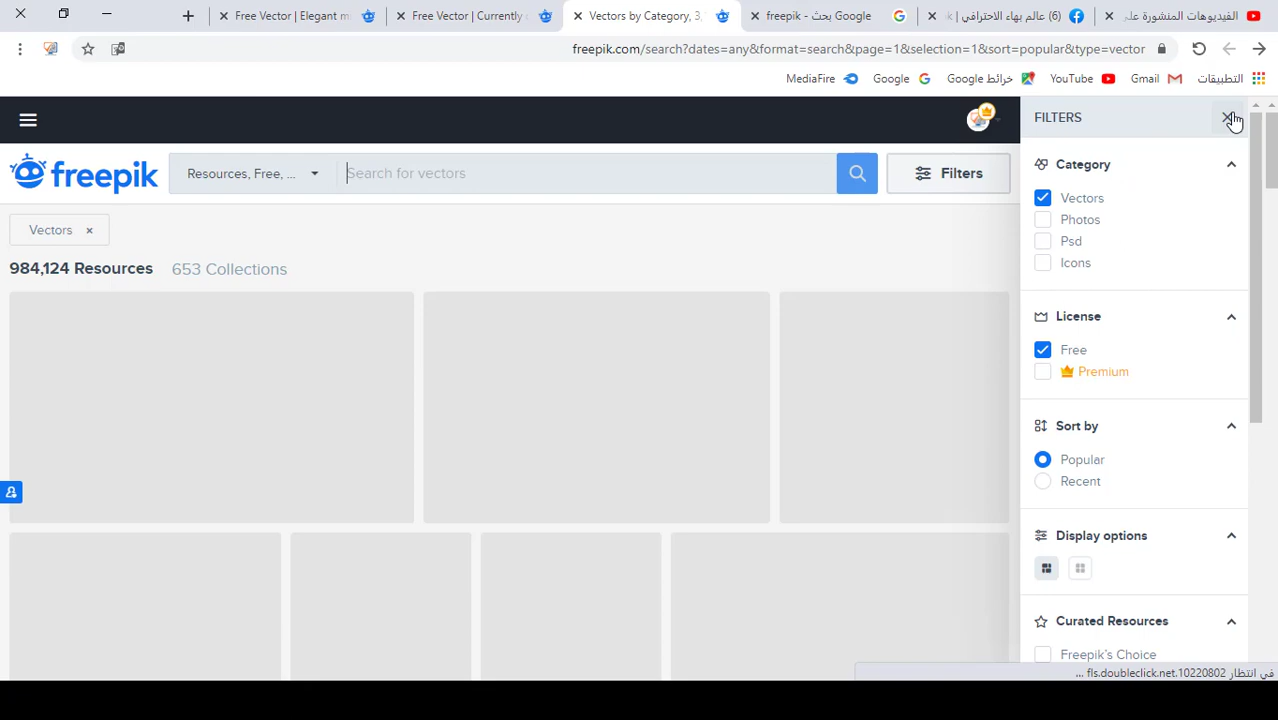 Free Vector | Elegant m
Free Vector | Currently
Vectors by Category, 3,
freepik - بحث Google
(6) عالم بهاء الاحترافي |
الفيديوهات المنشورة على
freepik.com/search?dates=any&format=search&page=1&selection=1&sort=popular&type=vector
MediaFire
Google
خرائط Google
YouTube
Gmail
التطبيقات
FILTERS
freepik
Resources, Free, ...
Search for vectors
Filters
Vectors ×
984,124 Resources
653 Collections
Category
Vectors
Photos
Psd
Icons
License
Free
Premium
Sort by
Popular
Recent
Display options
Curated Resources
Freepik's Choice
في انتظار fls.doubleclick.net.10220802 ...